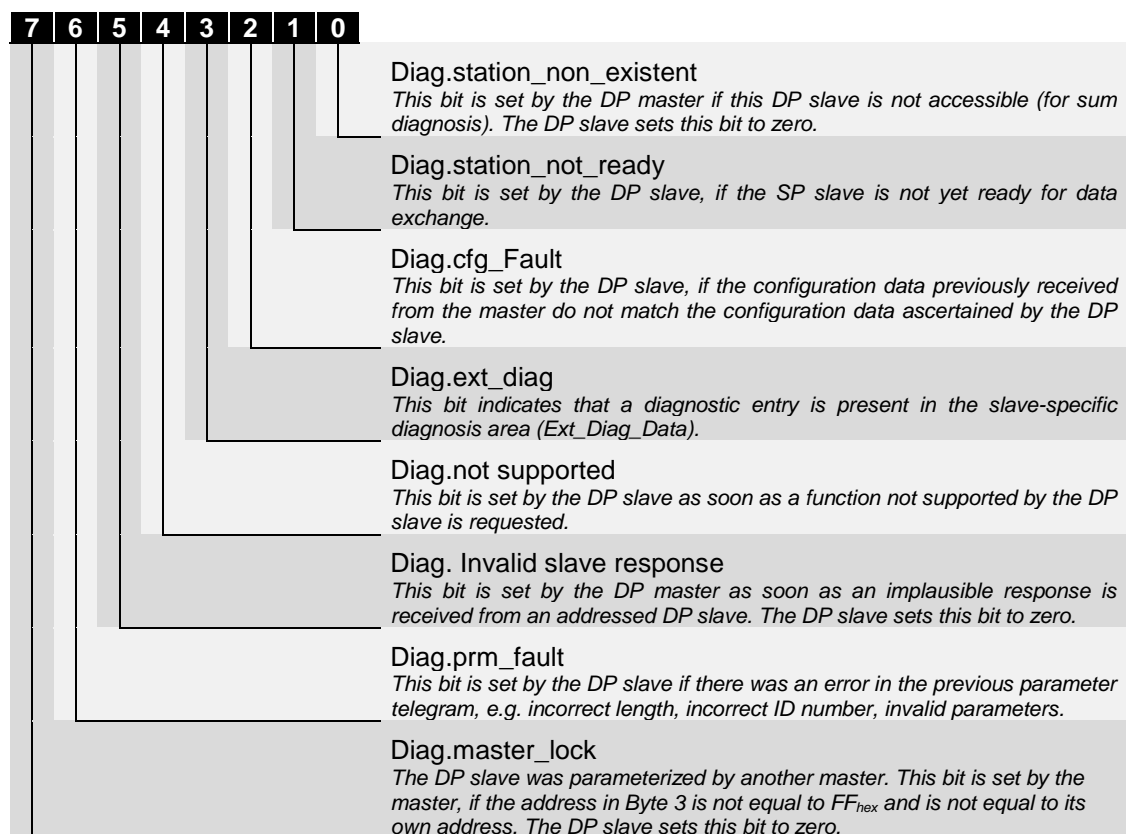 7 6 5 4 3 2 1 0
Diag.station_non_existent
This bit is set by the DP master if this DP slave is not accessible (for sum
diagnosis). The DP slave sets this bit to zero.
Diag.station_not_ready
This bit is set by the DP slave, if the SP slave is not yet ready for data
exchange.
Diag.cfg_Fault
This bit is set by the DP slave, if the configuration data previously received
from the master do not match the configuration data ascertained by the DP
slave.
Diag.ext_diag
This bit indicates that a diagnostic entry is present in the slave-specific
diagnosis area (Ext_Diag_Data).
Diag.not supported
This bit is set by the DP slave as soon as a function not supported by the DP
slave is requested.
Diag. Invalid slave response
This bit is set by the DP master as soon as an implausible response is
received from an addressed DP slave. The DP slave sets this bit to zero.
Diag.prm_fault
This bit is set by the DP slave if there was an error in the previous parameter
telegram, e.g. incorrect length, incorrect ID number, invalid parameters.
Diag.master_lock
The DP slave was parameterized by another master. This bit is set by the
master, if the address in Byte 3 is not equal to FFhex and is not equal to its
own address. The DP slave sets this bit to zero.